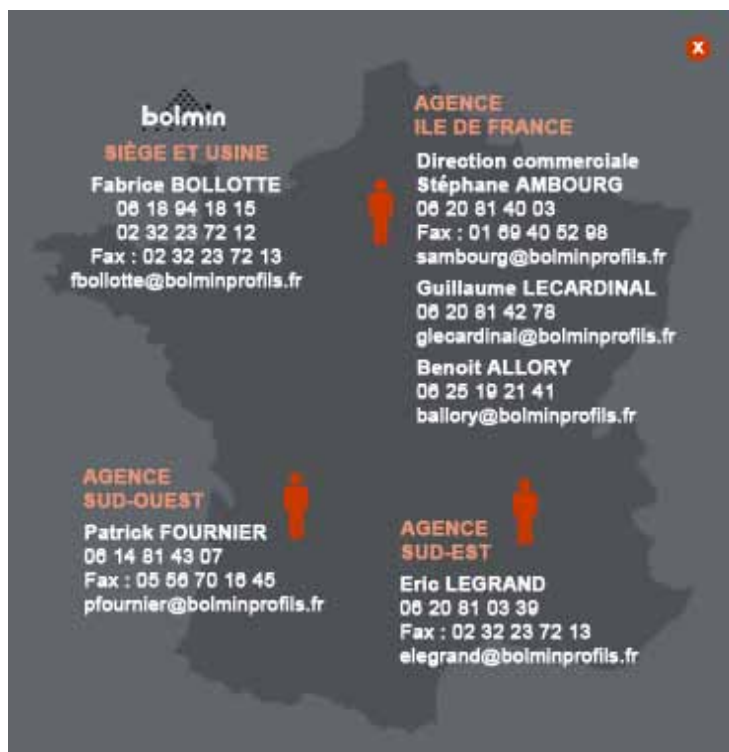 bolmin
SIÈGE ET USINE
Fabrice BOLLOTTE
06 18 94 18 15
02 32 23 72 12
Fax : 02 32 23 72 13
fbollotte@bolminprofils.fr
X
AGENCE
ILE DE FRANCE
Direction commerciale
Stéphane AMBOURG
06 20 81 40 03
Fax : 01 69 40 52 98
sambourg@bolminprofils.fr
Guillaume LECARDINAL
06 20 81 42 78
glecardinal@bolminprofils.fr
Benoit ALLORY
06 25 19 21 41
ballory@bolminprofils.fr
AGENCE
SUD-OUEST
Patrick FOURNIER
06 14 81 43 07
Fax : 05 56 70 16 45
pfournier@bolminprofils.fr
AGENCE
SUD-EST
Eric LEGRAND
06 20 81 03 39
Fax : 02 32 23 72 13
elegrand@bolminprofils.fr